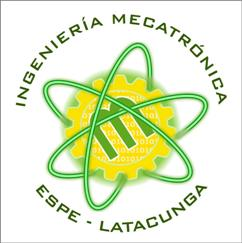 INGENIERÍA MECATRÓNICA
m
ESPE - LATACUNGA